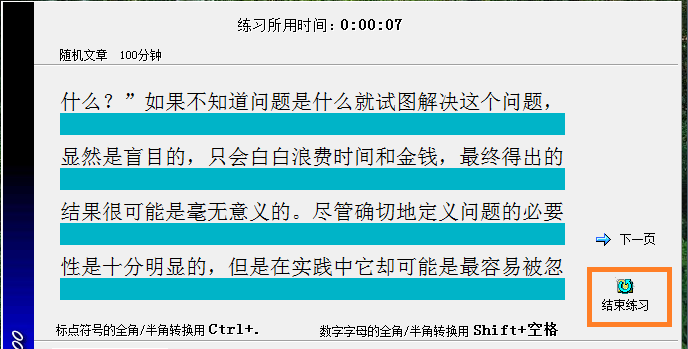 练习所用时间：0:00:07
随机文章 100分钟
什么？”如果不知道问题是什么就试图解决这个问题，
显然是盲目的，只会白白浪费时间和金钱，最终得出的
结果很可能是毫无意义的。尽管确切地定义问题的必要
性是十分明显的，但是在实践中它却可能是最容易被忽
下一页
结束练习
标点符号的全角/半角转换用 Ctrl+.
数字字母的全角/半角转换用 Shift+空格